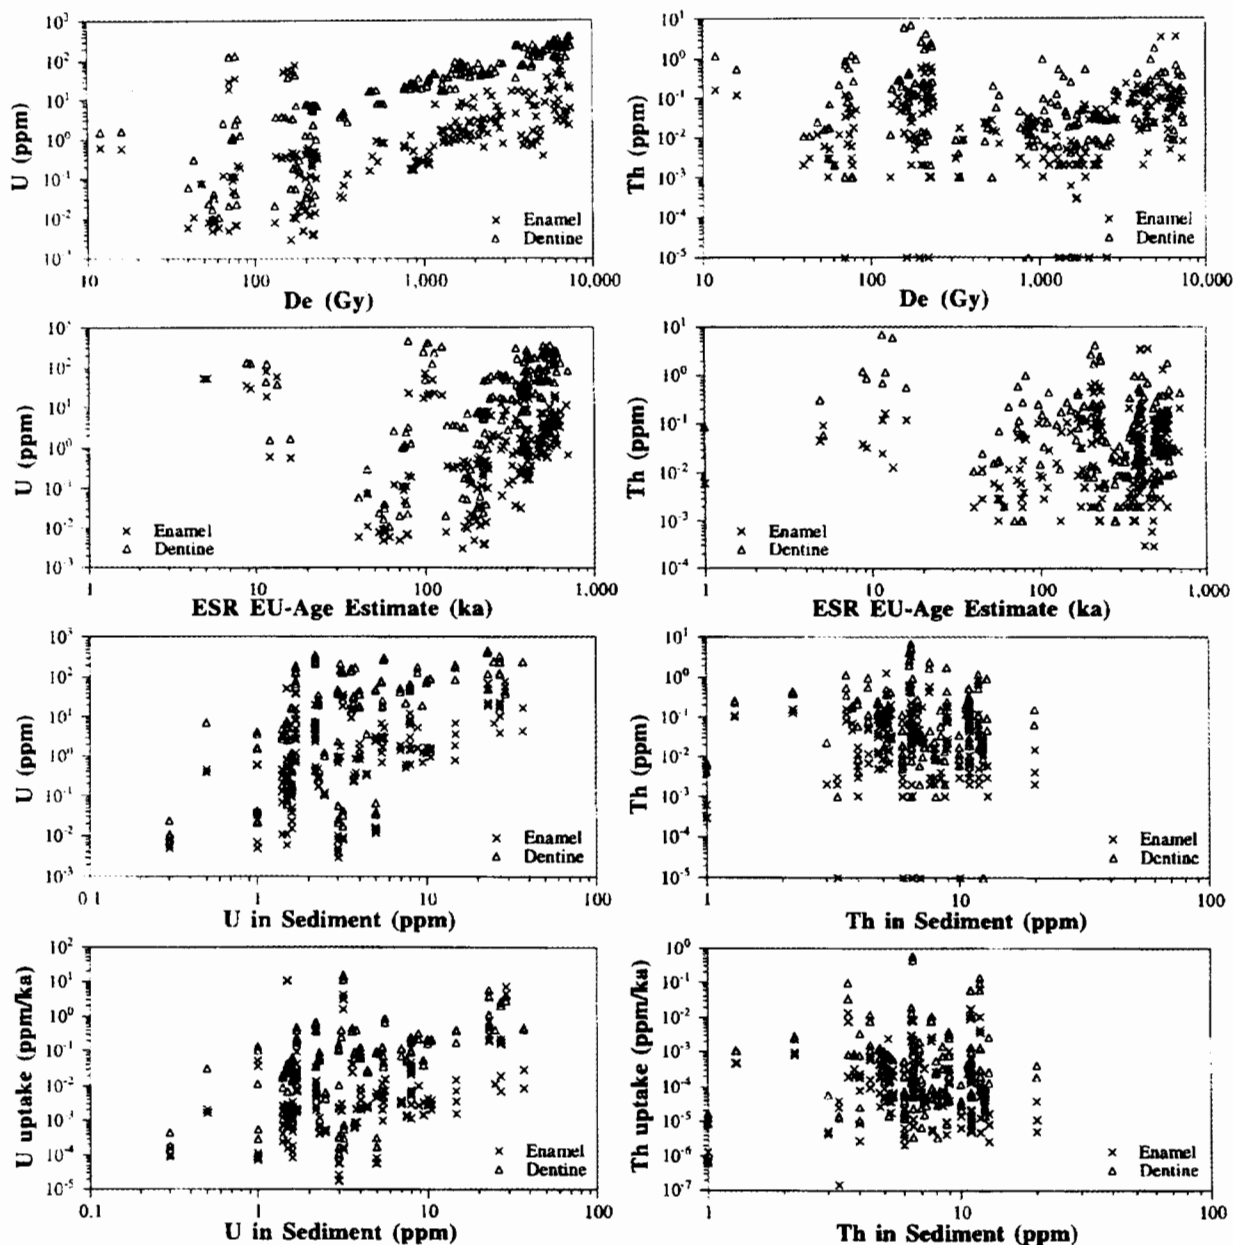 10³
10²
10¹
10⁰
10⁻¹
10⁻²
10⁻³
10⁻¹
U (ppm)
10
100
1,000
10,000
De (Gy)
× Enamel
△ Dentine
10²
10¹
10⁰
10⁻¹
10⁻²
10⁻³
10⁻⁴
10⁻⁵
Th (ppm)
10
100
1,000
10,000
De (Gy)
× Enamel
△ Dentine
10²
10¹
10⁰
10⁻¹
10⁻²
10⁻³
U (ppm)
1
10
100
1.000
ESR EU-Age Estimate (ka)
× Enamel
△ Dentine
10¹
10⁰
10⁻¹
10⁻²
10⁻³
10⁻⁴
Th (ppm)
1
10
100
1.000
ESR EU-Age Estimate (ka)
× Enamel
△ Dentine
10³
10²
10¹
10⁰
10⁻¹
10⁻²
10⁻³
U (ppm)
0 1
1
10
100
U in Sediment (ppm)
× Enamel
△ Dentine
10¹
10⁰
10⁻¹
10⁻²
10⁻³
10⁻⁴
10⁻⁵
Th (ppm)
1
10
100
Th in Sediment (ppm)
× Enamel
△ Dentine
10²
10¹
10⁰
10⁻¹
10⁻²
10⁻³
10⁻⁴
10⁻⁵
U uptake (ppm/ka)
0.1
1
10
100
U in Sediment (ppm)
× Enamel
△ Dentine
10⁰
10⁻¹
10⁻²
10⁻³
10⁻⁴
10⁻⁵
10⁻⁶
10⁻⁷
Th uptake (ppm/ka)
1
10
100
Th in Sediment (ppm)
× Enamel
△ Dentine